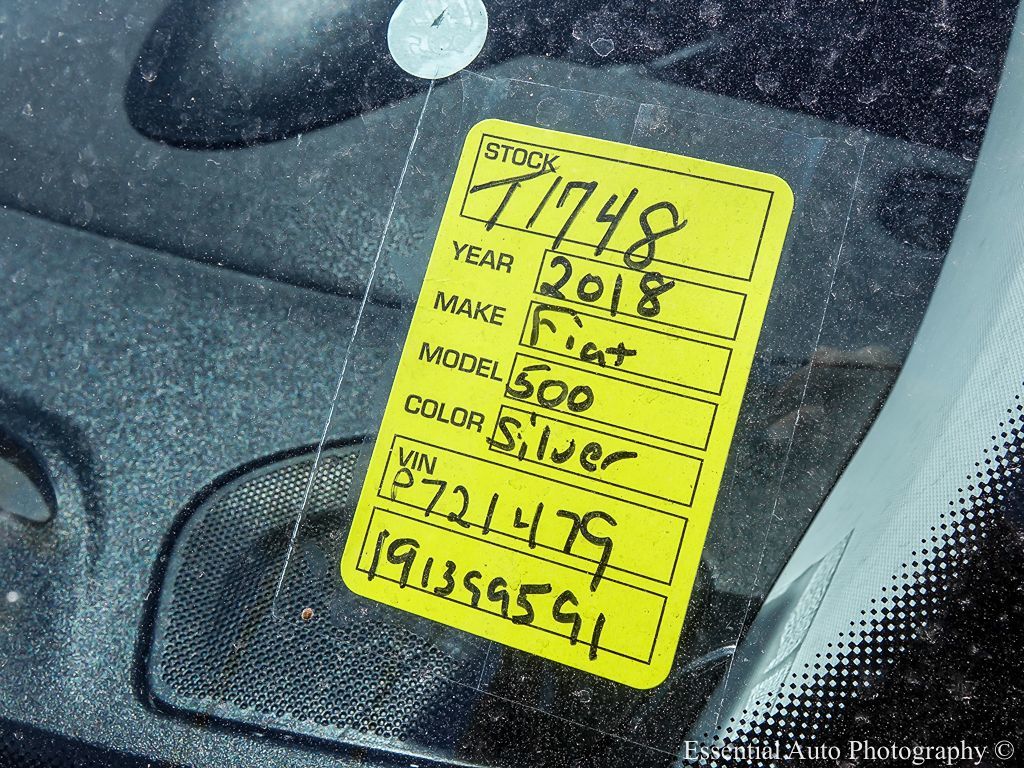 STOCK
T1748
YEAR 2018
MAKE Fiat
MODEL 500
COLOR Silver
VIN
P721479
191399591
Essential Auto Photography ©